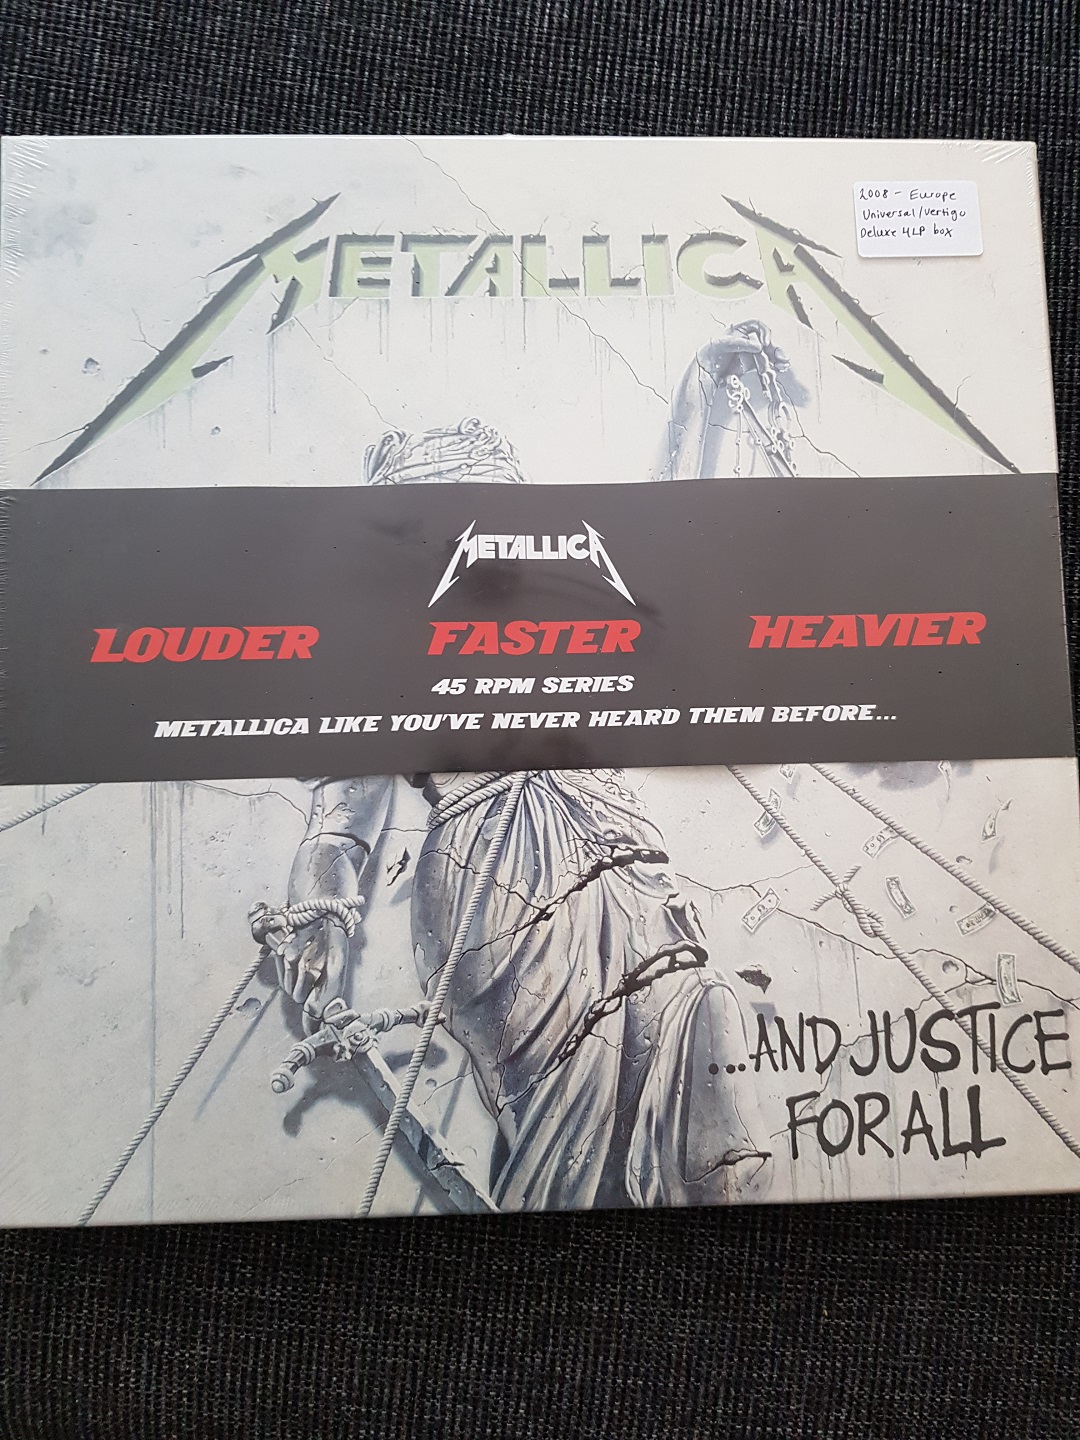 METALLICA
2008 - Europe
Universal/Vertigo
Deluxe 4LP box
METALLICA
LOUDER FASTER HEAVIER
45 RPM SERIES
METALLICA LIKE YOU'VE NEVER HEARD THEM BEFORE...
...AND JUSTICE
FOR ALL